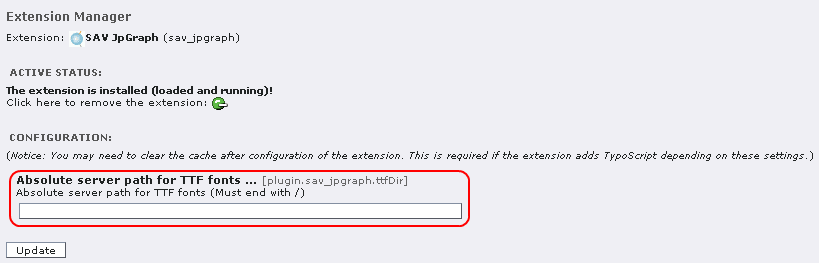 Extension Manager
Extension: SAV JpGraph (sav_jpgraph)
ACTIVE STATUS:
The extension is installed (loaded and running)!
Click here to remove the extension:
CONFIGURATION:
(Notice: You may need to clear the cache after configuration of the extension. This is required if the extension adds TypoScript depending on these settings.)
Absolute server path for TTF fonts ... [plugin.sav_jpgraph.ttfDir]
Absolute server path for TTF fonts (Must end with /)
Update